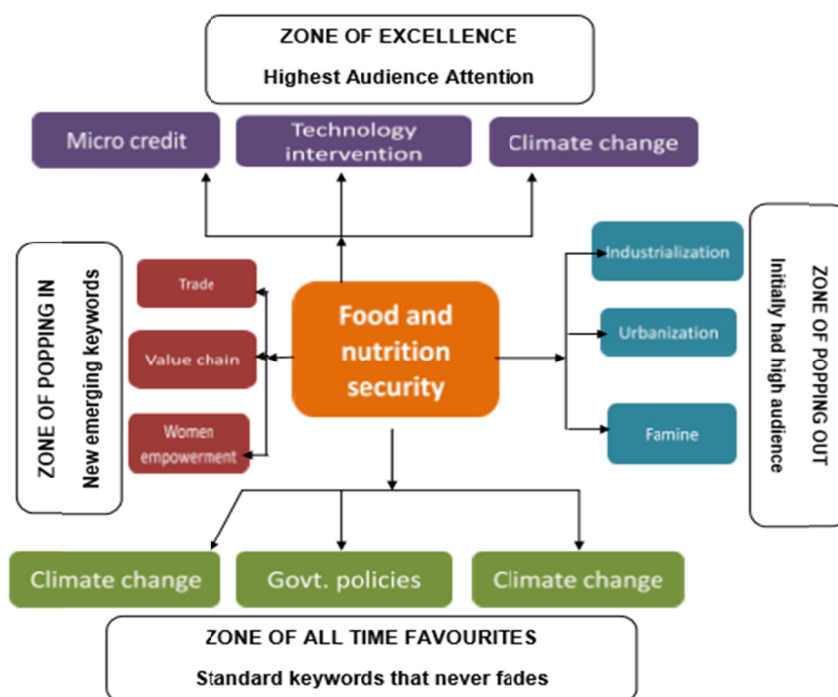 ZONE OF EXCELLENCE
Highest Audience Attention
Micro credit
Technology
intervention
Climate change
ZONE OF POPPING IN
New emerging keywords
Trade
Value chain
Women
empowerment
Food and
nutrition
security
Industrialization
Urbanization
Famine
ZONE OF POPPING OUT
Initially had high audience
Climate change
Govt. policies
Climate change
ZONE OF ALL TIME FAVOURITES
Standard keywords that never fades